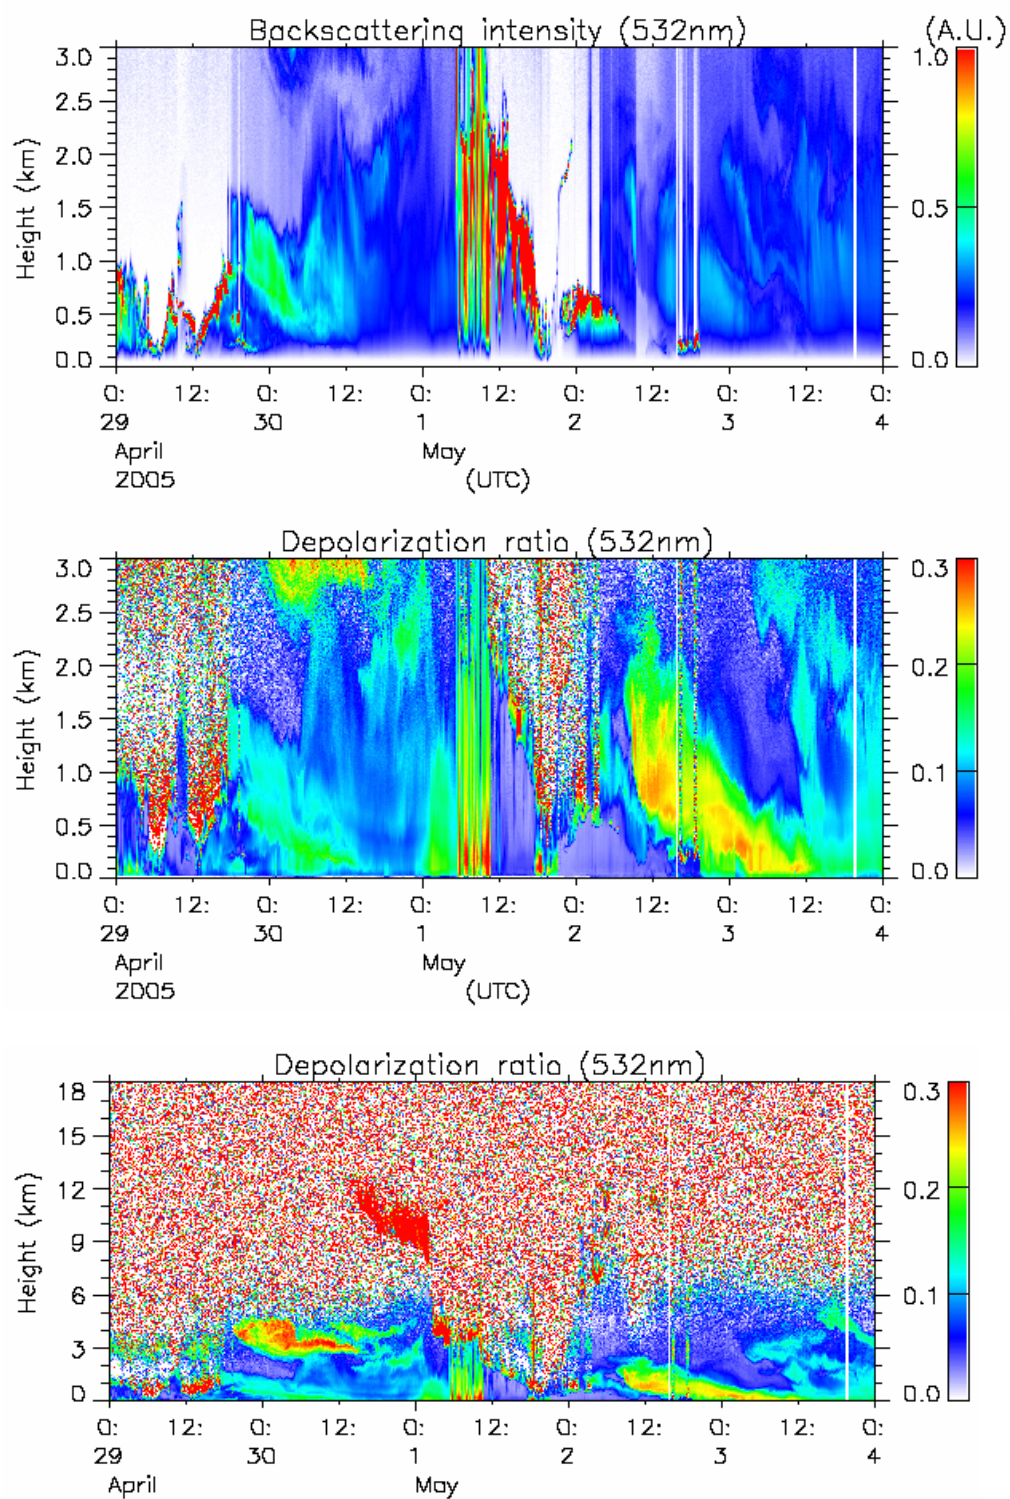 Backscattering intensity (532nm) (A.U.)
3.0 1.0
2.5
2.0
Height (km)
1.5 0.5
1.0
0.5
0.0 0.0
0: 12: 0: 12: 0: 12: 0: 12: 0: 12: 0:
29 30 1 2 3 4
April May
2005 (UTC)
Depolarization ratio (532nm)
3.0 0.3
2.5
2.0 0.2
Height (km)
1.5
1.0 0.1
0.5
0.0 0.0
0: 12: 0: 12: 0: 12: 0: 12: 0: 12: 0:
29 30 1 2 3 4
April May
2005 (UTC)
Depolarization ratio (532nm)
18 0.3
15
12 0.2
Height (km)
9
6 0.1
3
0 0.0
0: 12: 0: 12: 0: 12: 0: 12: 0: 12: 0:
29 30 1 2 3 4
April May